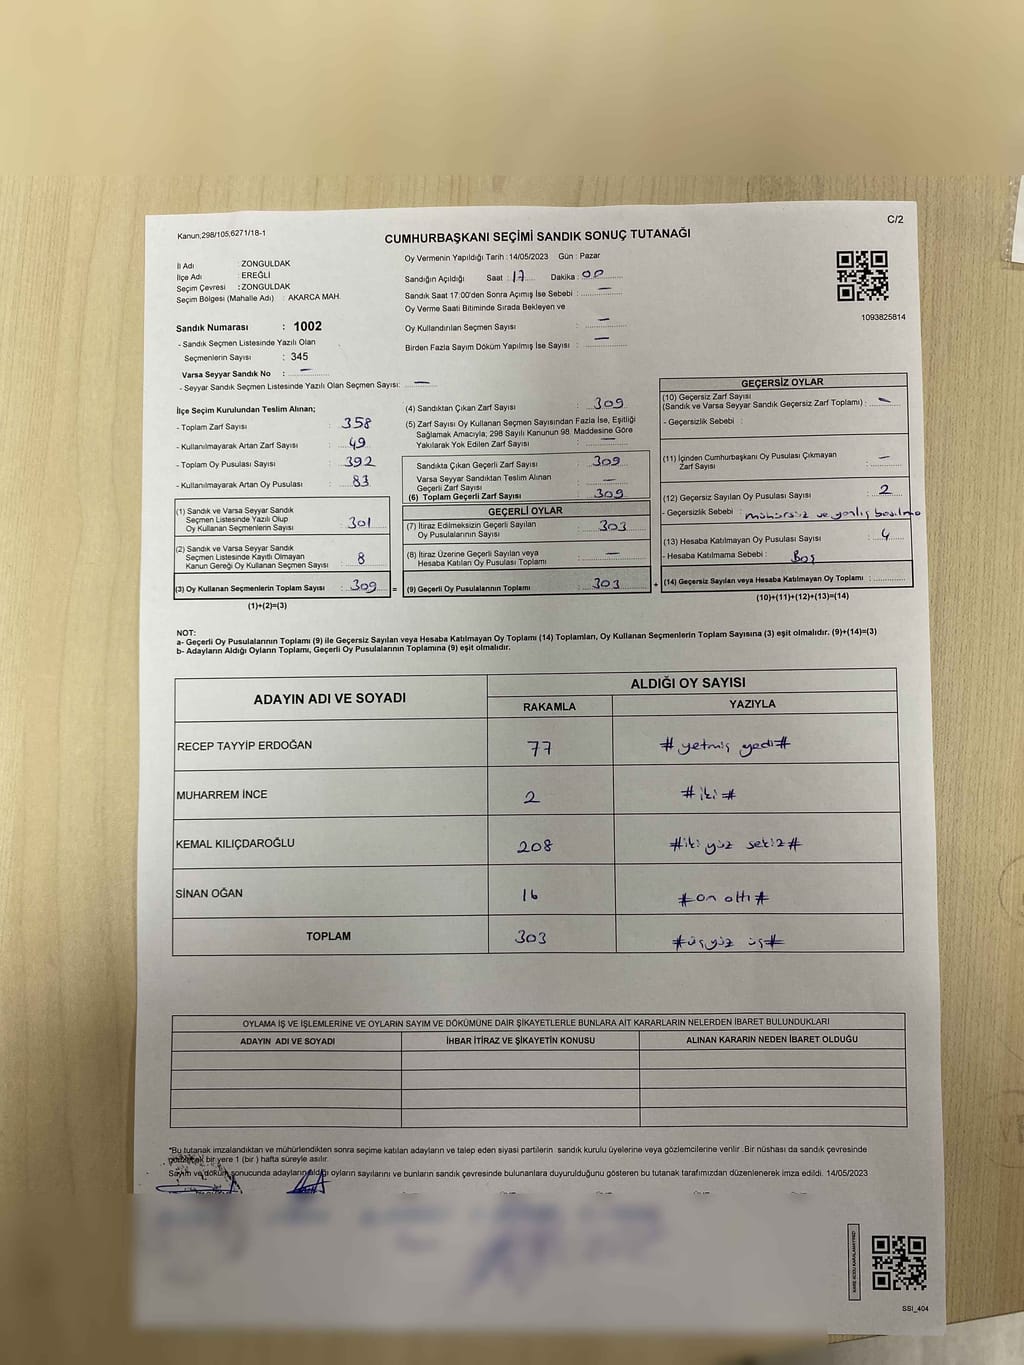 C/2
Kanun;298/105,6271/18-1
CUMHURBAŞKANI SEÇİMİ SANDIK SONUÇ TUTANAĞI
İl Adı : ZONGULDAK
İlçe Adı : EREĞLİ
Seçim Çevresi : ZONGULDAK
Seçim Bölgesi (Mahalle Adı) : AKARCA MAH.
Sandık Numarası : 1002
- Sandık Seçmen Listesinde Yazılı Olan
Seçmenlerin Sayısı : 345
Varsa Seyyar Sandık No : —
- Seyyar Sandık Seçmen Listesinde Yazılı Olan Seçmen Sayısı: —
Oy Vermenin Yapıldığı Tarih : 14/05/2023 Gün : Pazar
Sandığın Açıldığı Saat : 17 Dakika : 00
Sandık Saat 17:00'den Sonra Açımış İse Sebebi : —
Oy Verme Saati Bitiminde Sırada Bekleyen ve
Oy Kullandırılan Seçmen Sayısı : —
Birden Fazla Sayım Döküm Yapılmış İse Sayısı : —
1093825814
İlçe Seçim Kurulundan Teslim Alınan;
- Toplam Zarf Sayısı : 358
- Kullanılmayarak Artan Zarf Sayısı : 49
- Toplam Oy Pusulası Sayısı : 392
- Kullanılmayarak Artan Oy Pusulası : 83
(1) Sandık ve Varsa Seyyar Sandık
Seçmen Listesinde Yazılı Olup
Oy Kullanan Seçmenlerin Sayısı : 301
(2) Sandık ve Varsa Seyyar Sandık
Seçmen Listesinde Kayıtlı Olmayan
Kanun Gereği Oy Kullanan Seçmen Sayısı : 8
(3) Oy Kullanan Seçmenlerin Toplam Sayısı : 309 =
(1)+(2)=(3)
(4) Sandıktan Çıkan Zarf Sayısı : 309
(5) Zarf Sayısı Oy Kullanan Seçmen Sayısından Fazla İse, Eşitliği
Sağlamak Amacıyla; 298 Sayılı Kanunun 98. Maddesine Göre
Yakılarak Yok Edilen Zarf Sayısı : —
Sandıkta Çıkan Geçerli Zarf Sayısı : 309
Varsa Seyyar Sandıktan Teslim Alınan
Geçerli Zarf Sayısı : —
(6) Toplam Geçerli Zarf Sayısı : 309
GEÇERLİ OYLAR
(7) İtiraz Edilmeksizin Geçerli Sayılan
Oy Pusulalarının Toplamı : 303
(8) İtiraz Üzerine Geçerli Sayılan veya
Hesaba Katılan Oy Pusulası Toplamı : —
(9) Geçerli Oy Pusulalarının Toplamı : 303 +
GEÇERSİZ OYLAR
(10) Geçersiz Zarf Sayısı
(Sandık ve Varsa Seyyar Sandık Geçersiz Zarf Toplamı) : —
- Geçersizlik Sebebi :
(11) İçinden Cumhurbaşkanı Oy Pusulası Çıkmayan
Zarf Sayısı : —
(12) Geçersiz Sayılan Oy Pusulası Sayısı : 2
- Geçersizlik Sebebi : mühürsüz ve yanlış basılma
(13) Hesaba Katılmayan Oy Pusulası Sayısı : 4
- Hesaba Katılmama Sebebi : Boş
(14) Geçersiz Sayılan veya Hesaba Katılmayan Oy Toplamı :
(10)+(11)+(12)+(13)=(14)
NOT:
a- Geçerli Oy Pusulalarının Toplamı (9) ile Geçersiz Sayılan veya Hesaba Katılmayan Oy Toplamı (14) Toplamları, Oy Kullanan Seçmenlerin Toplam Sayısına (3) eşit olmalıdır. (9)+(14)=(3)
b- Adayların Aldığı Oyların Toplamı, Geçerli Oy Pusulalarının Toplamına (9) eşit olmalıdır.
ADAYIN ADI VE SOYADI ALDIĞI OY SAYISI
RAKAMLA YAZIYLA
RECEP TAYYİP ERDOĞAN 77 #yetmiş yedi#
MUHARREM İNCE 2 #iki#
KEMAL KILIÇDAROĞLU 208 #iki yüz sekiz#
SİNAN OĞAN 16 #on altı#
TOPLAM 303 #üçyüz üç#
OYLAMA İŞ VE İŞLEMLERİNE VE OYLARIN SAYIM VE DÖKÜMÜNE DAİR ŞİKAYETLERLE BUNLARA AİT KARARLARIN NELERDEN İBARET BULUNDUKLARI
ADAYIN ADI VE SOYADI İHBAR İTİRAZ VE ŞİKAYETİN KONUSU ALINAN KARARIN NEDEN İBARET OLDUĞU
*Bu tutanak imzalandıktan ve mühürlendikten sonra seçime katılan adayların ve talep eden siyasi partilerin sandık kurulu üyelerine veya gözlemcilerine verilir .Bir nüshası da sandık çevresinde
bir yere 1 (bir ) hafta süreyle asılır.
Sayım ve döküm sonucunda adayların aldığı oyların sayılarını ve bunların sandık çevresinde bulunanlara duyurulduğunu gösteren bu tutanak tarafımızdan düzenlenerek imza edildi. 14/05/2023
SSI_404